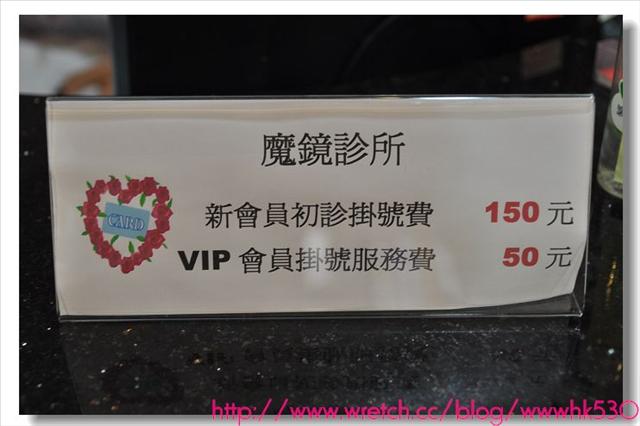 魔鏡診所
CARD
新會員初診掛號費 150 元
VIP 會員掛號服務費 50 元
http://www.wretch.cc/blog/wwwhk530